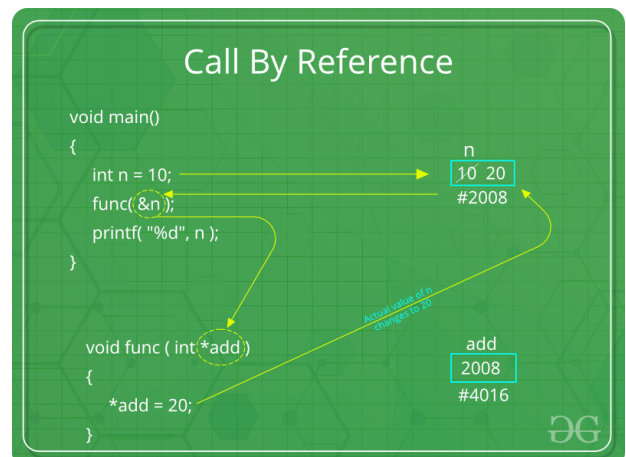 Call By Reference
void main()
{
int n = 10;
func( &n );
printf( "%d", n );
}
n
10 20
#2008
Actual value of n
changes to 20
void func ( int *add )
{
*add = 20;
}
add
2008
#4016
GG